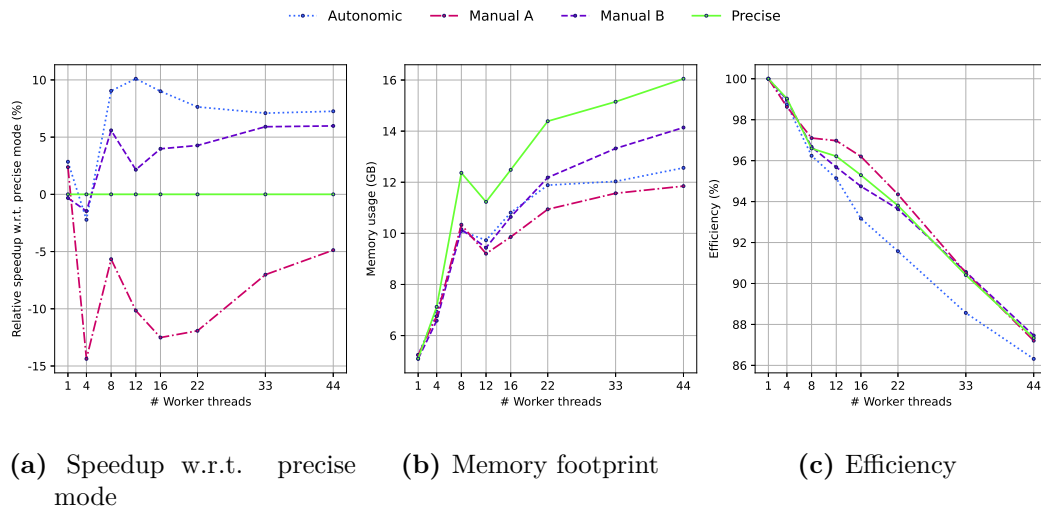 Autonomic Manual A Manual B Precise
Relative speedup w.r.t. precise mode (%)
10
5
0
-5
-10
-15
1 4 8 12 16 22 33 44
# Worker threads
Memory usage (GB)
16
14
12
10
8
6
1 4 8 12 16 22 33 44
# Worker threads
Efficiency (%)
100
98
96
94
92
90
88
86
1 4 8 12 16 22 33 44
# Worker threads
(a) Speedup w.r.t. precise
mode
(b) Memory footprint
(c) Efficiency